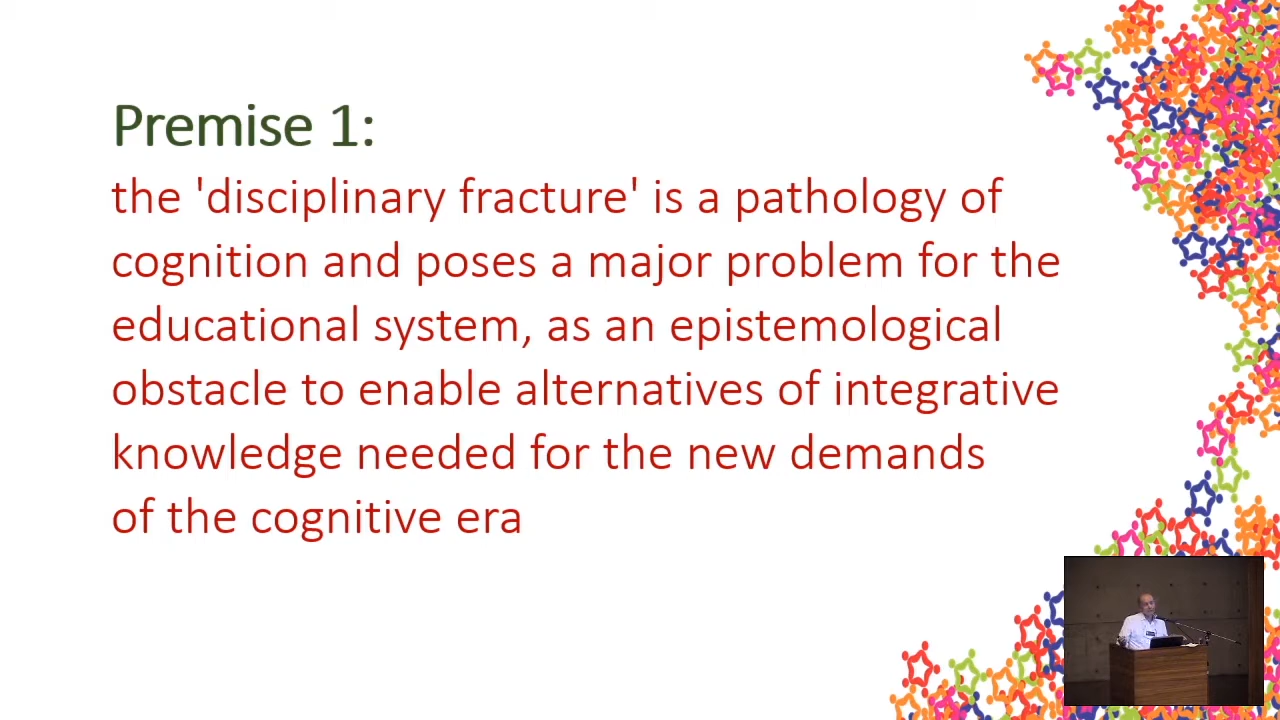 Premise 1:
the 'disciplinary fracture' is a pathology of
cognition and poses a major problem for the
educational system, as an epistemological
obstacle to enable alternatives of integrative
knowledge needed for the new demands
of the cognitive era